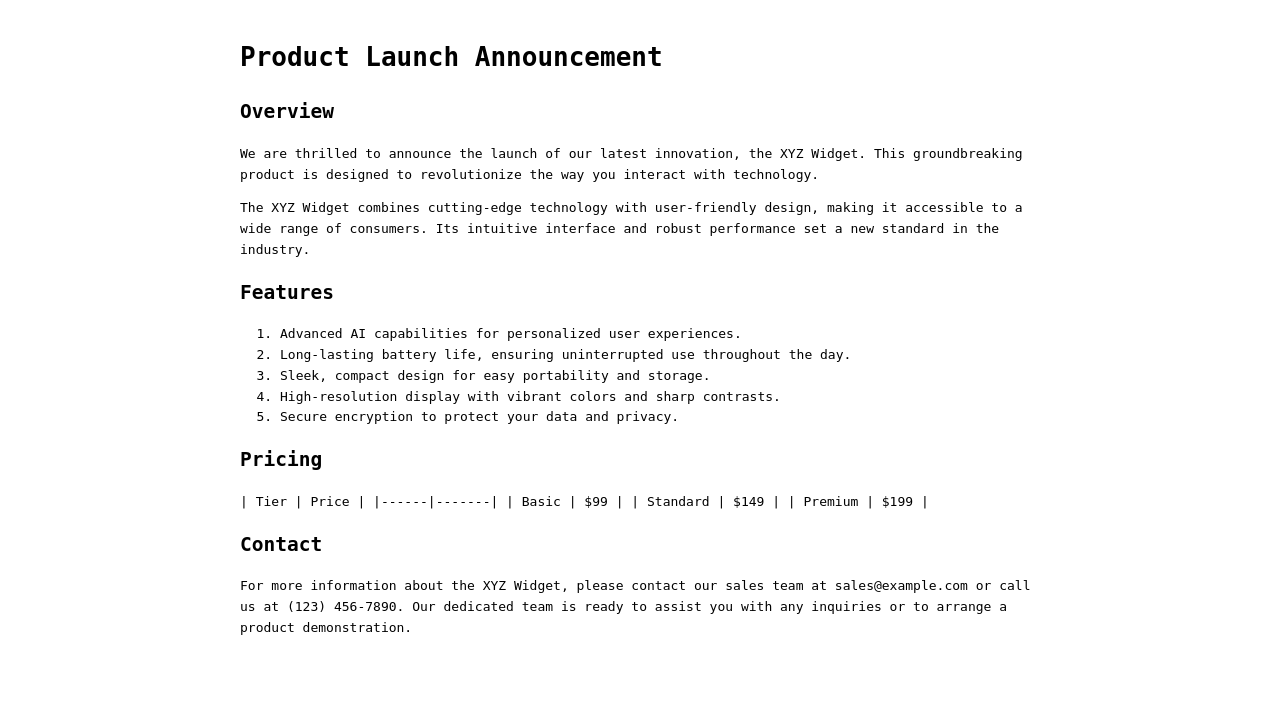 Product Launch Announcement
Overview
We are thrilled to announce the launch of our latest innovation, the XYZ Widget. This groundbreaking
product is designed to revolutionize the way you interact with technology.
The XYZ Widget combines cutting-edge technology with user-friendly design, making it accessible to a
wide range of consumers. Its intuitive interface and robust performance set a new standard in the
industry.
Features
1. Advanced AI capabilities for personalized user experiences.
2. Long-lasting battery life, ensuring uninterrupted use throughout the day.
3. Sleek, compact design for easy portability and storage.
4. High-resolution display with vibrant colors and sharp contrasts.
5. Secure encryption to protect your data and privacy.
Pricing
| Tier | Price | |------|-------| | Basic | $99 | | Standard | $149 | | Premium | $199 |
Contact
For more information about the XYZ Widget, please contact our sales team at sales@example.com or call
us at (123) 456-7890. Our dedicated team is ready to assist you with any inquiries or to arrange a
product demonstration.